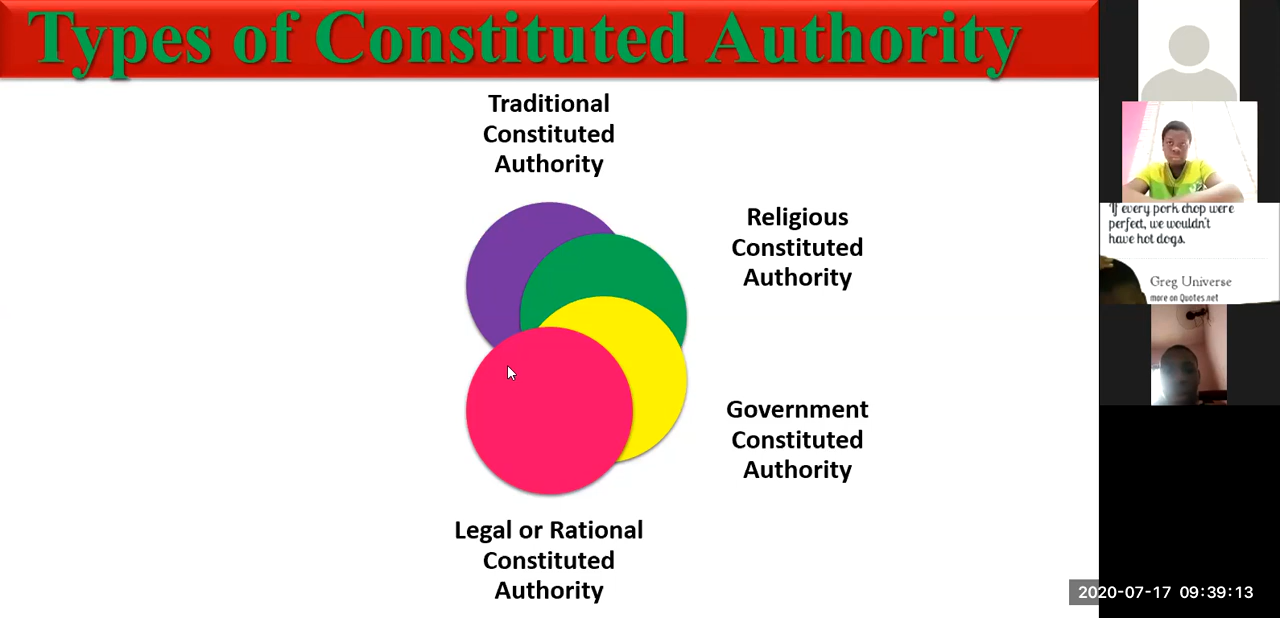 Types of Constituted Authority
Traditional
Constituted
Authority
Religious
Constituted
Authority
Government
Constituted
Authority
Legal or Rational
Constituted
Authority
If every pork chop were
perfect, we wouldn't
have hot dogs.
Greg Universe
more on Quotes.net
2020-07-17 09:39:13